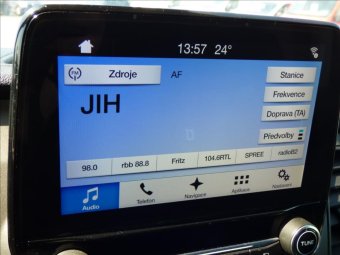 13:57 24°
FM Zdroje AF Stanice
JIH
Frekvence
Doprava (TA)
Předvolby
98.0 rbb 88.8 Fritz 104.6RTL SPREE radioB2
Audio Telefon Navigace Aplikace Nastavení
TUNE